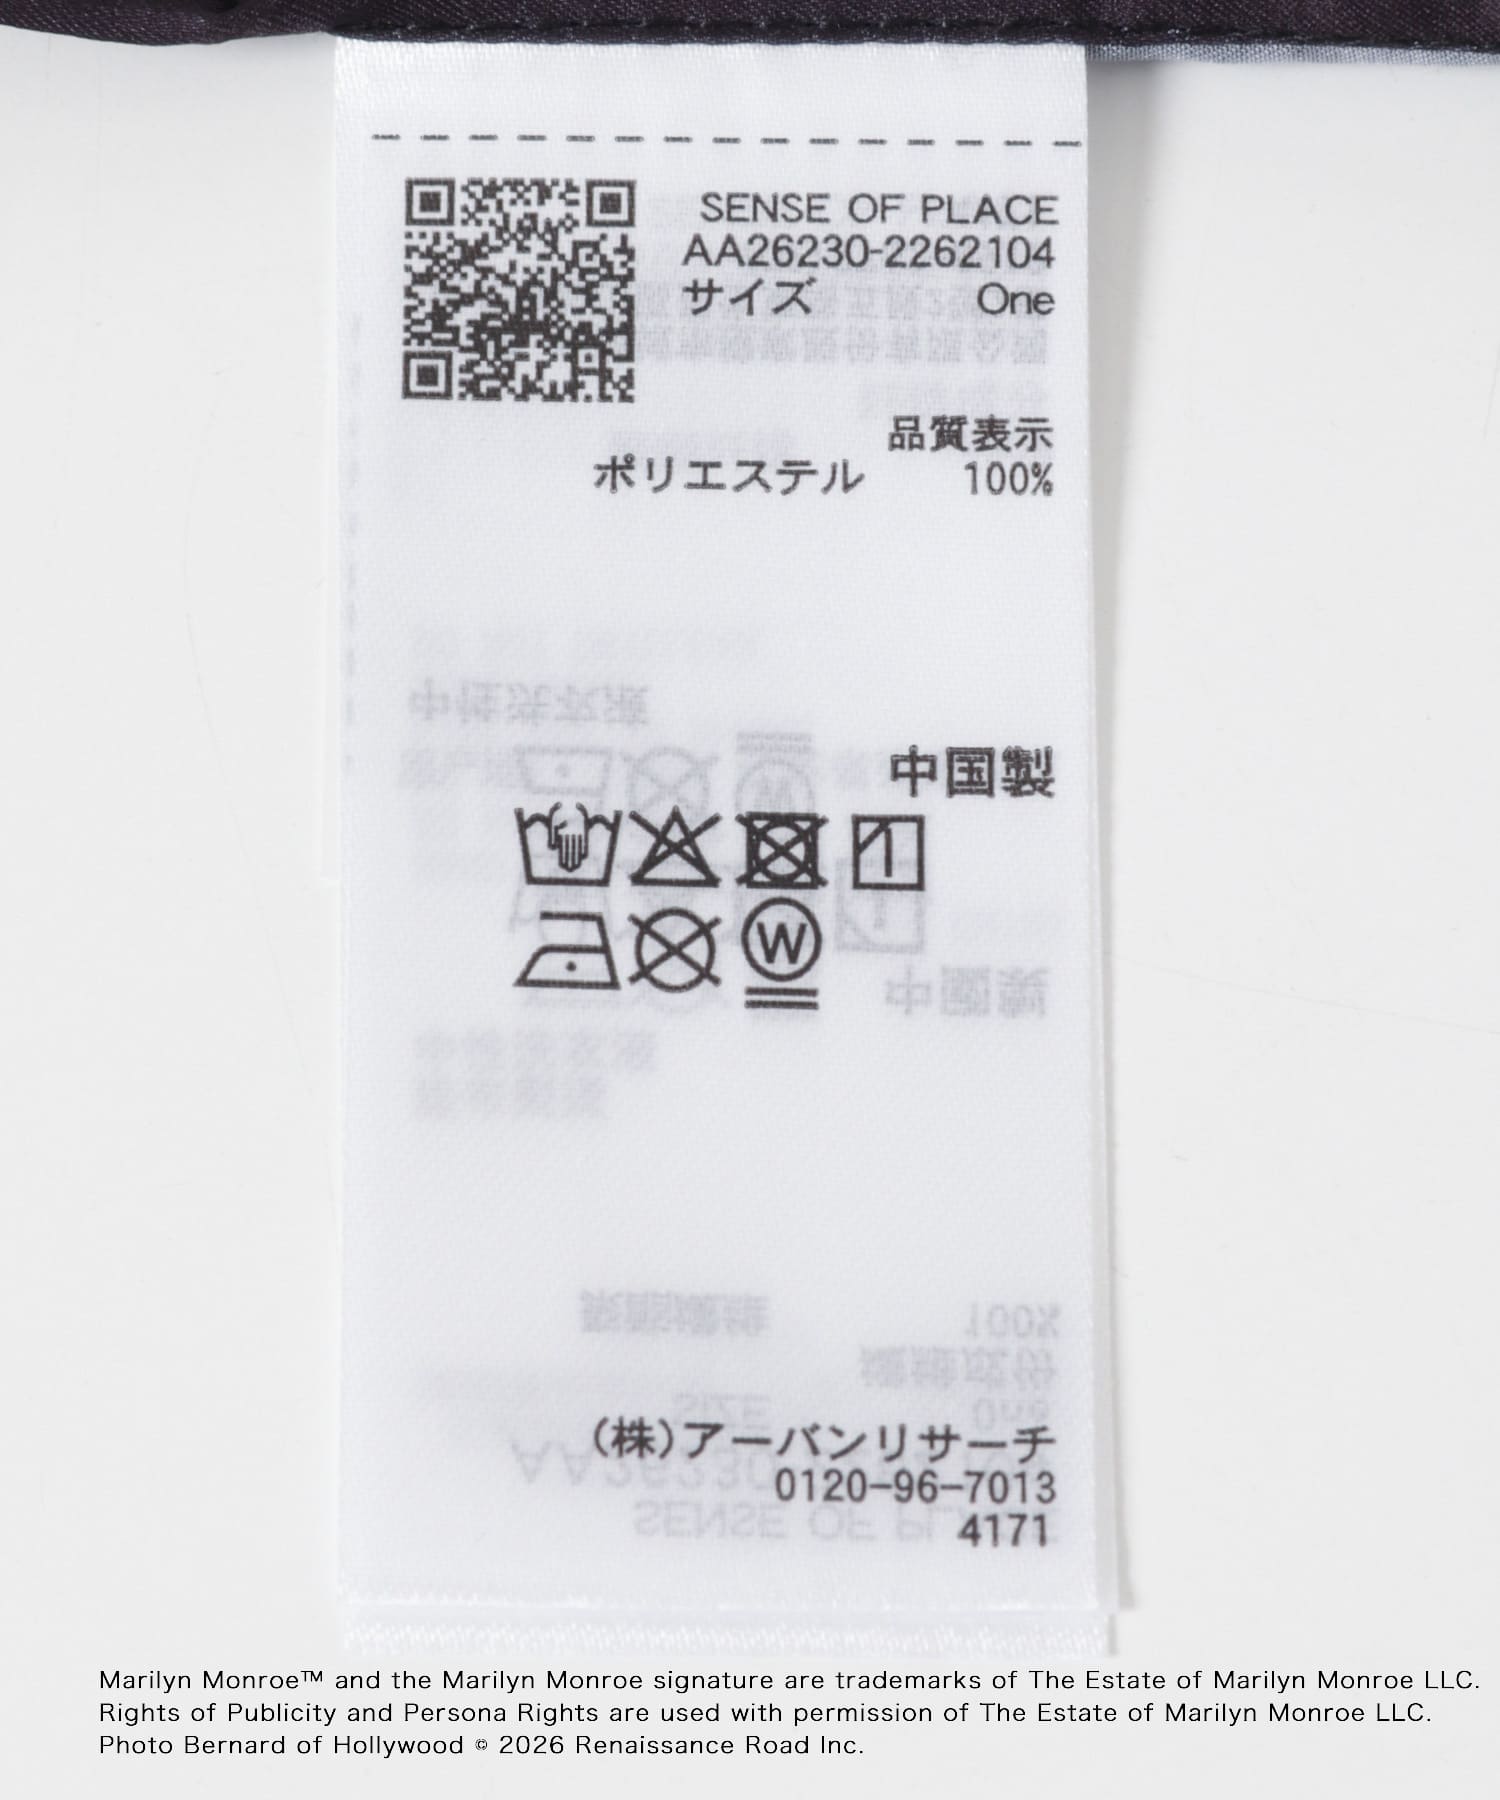 SENSE OF PLACE
AA26230-2262104
サイズ One
品質表示
ポリエステル 100%
中国製
W
(株)アーバンリサーチ
0120-96-7013
4171
Marilyn Monroe™ and the Marilyn Monroe signature are trademarks of The Estate of Marilyn Monroe LLC.
Rights of Publicity and Persona Rights are used with permission of The Estate of Marilyn Monroe LLC.
Photo Bernard of Hollywood © 2026 Renaissance Road Inc.